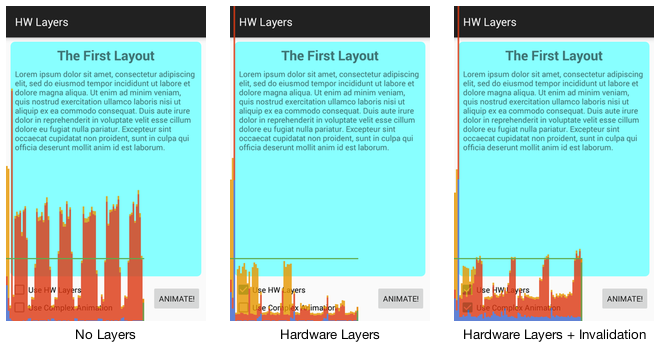 HW Layers
The First Layout
Lorem ipsum dolor sit amet, consectetur adipiscing
elit, sed do eiusmod tempor incididunt ut labore et
dolore magna aliqua. Ut enim ad minim veniam,
quis nostrud exercitation ullamco laboris nisi ut
aliquip ex ea commodo consequat. Duis aute irure
dolor in reprehenderit in voluptate velit esse cillum
dolore eu fugiat nulla pariatur. Excepteur sint
occaecat cupidatat non proident, sunt in culpa qui
officia deserunt mollit anim id est laborum.
Use HW Layers
Use Complex Animation
ANIMATE!
No Layers
HW Layers
The First Layout
Lorem ipsum dolor sit amet, consectetur adipiscing
elit, sed do eiusmod tempor incididunt ut labore et
dolore magna aliqua. Ut enim ad minim veniam,
quis nostrud exercitation ullamco laboris nisi ut
aliquip ex ea commodo consequat. Duis aute irure
dolor in reprehenderit in voluptate velit esse cillum
dolore eu fugiat nulla pariatur. Excepteur sint
occaecat cupidatat non proident, sunt in culpa qui
officia deserunt mollit anim id est laborum.
Use HW Layers
Use Complex Animation
ANIMATE!
Hardware Layers
HW Layers
The First Layout
Lorem ipsum dolor sit amet, consectetur adipiscing
elit, sed do eiusmod tempor incididunt ut labore et
dolore magna aliqua. Ut enim ad minim veniam,
quis nostrud exercitation ullamco laboris nisi ut
aliquip ex ea commodo consequat. Duis aute irure
dolor in reprehenderit in voluptate velit esse cillum
dolore eu fugiat nulla pariatur. Excepteur sint
occaecat cupidatat non proident, sunt in culpa qui
officia deserunt mollit anim id est laborum.
Use HW Layers
Use Complex Animation
ANIMATE!
Hardware Layers + Invalidation